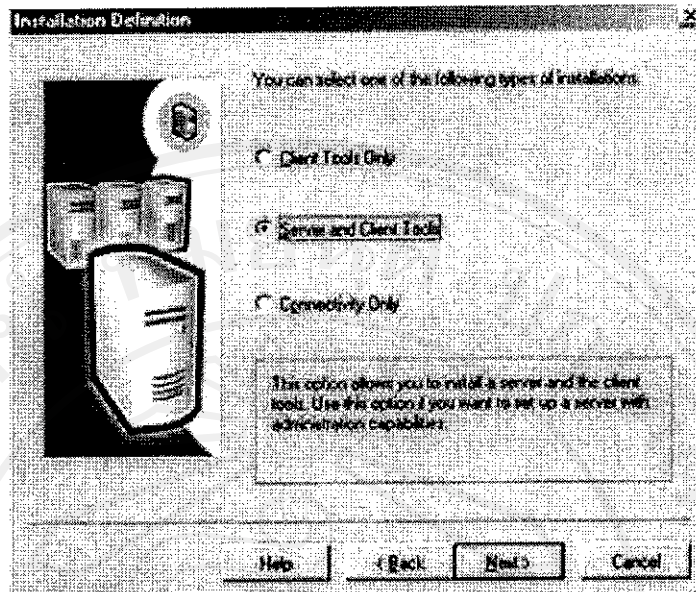 Installation Definition
You can select one of the following types of installations.
Client Tools Only
Server and Client Tools
Connectivity Only
This option allows you to install a server and the client
tools. Use this option if you want to set up a server with
administration capabilities.
Help
< Back
Next >
Cancel